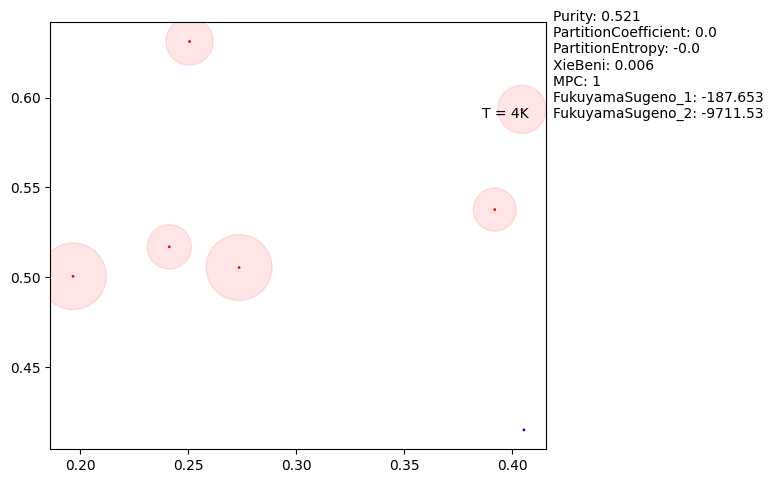 Purity: 0.521
PartitionCoefficient: 0.0
PartitionEntropy: -0.0
XieBeni: 0.006
MPC: 1
FukuyamaSugeno_1: -187.653
FukuyamaSugeno_2: -9711.53
T = 4K
0.60
0.55
0.50
0.45
0.20 0.25 0.30 0.35 0.40